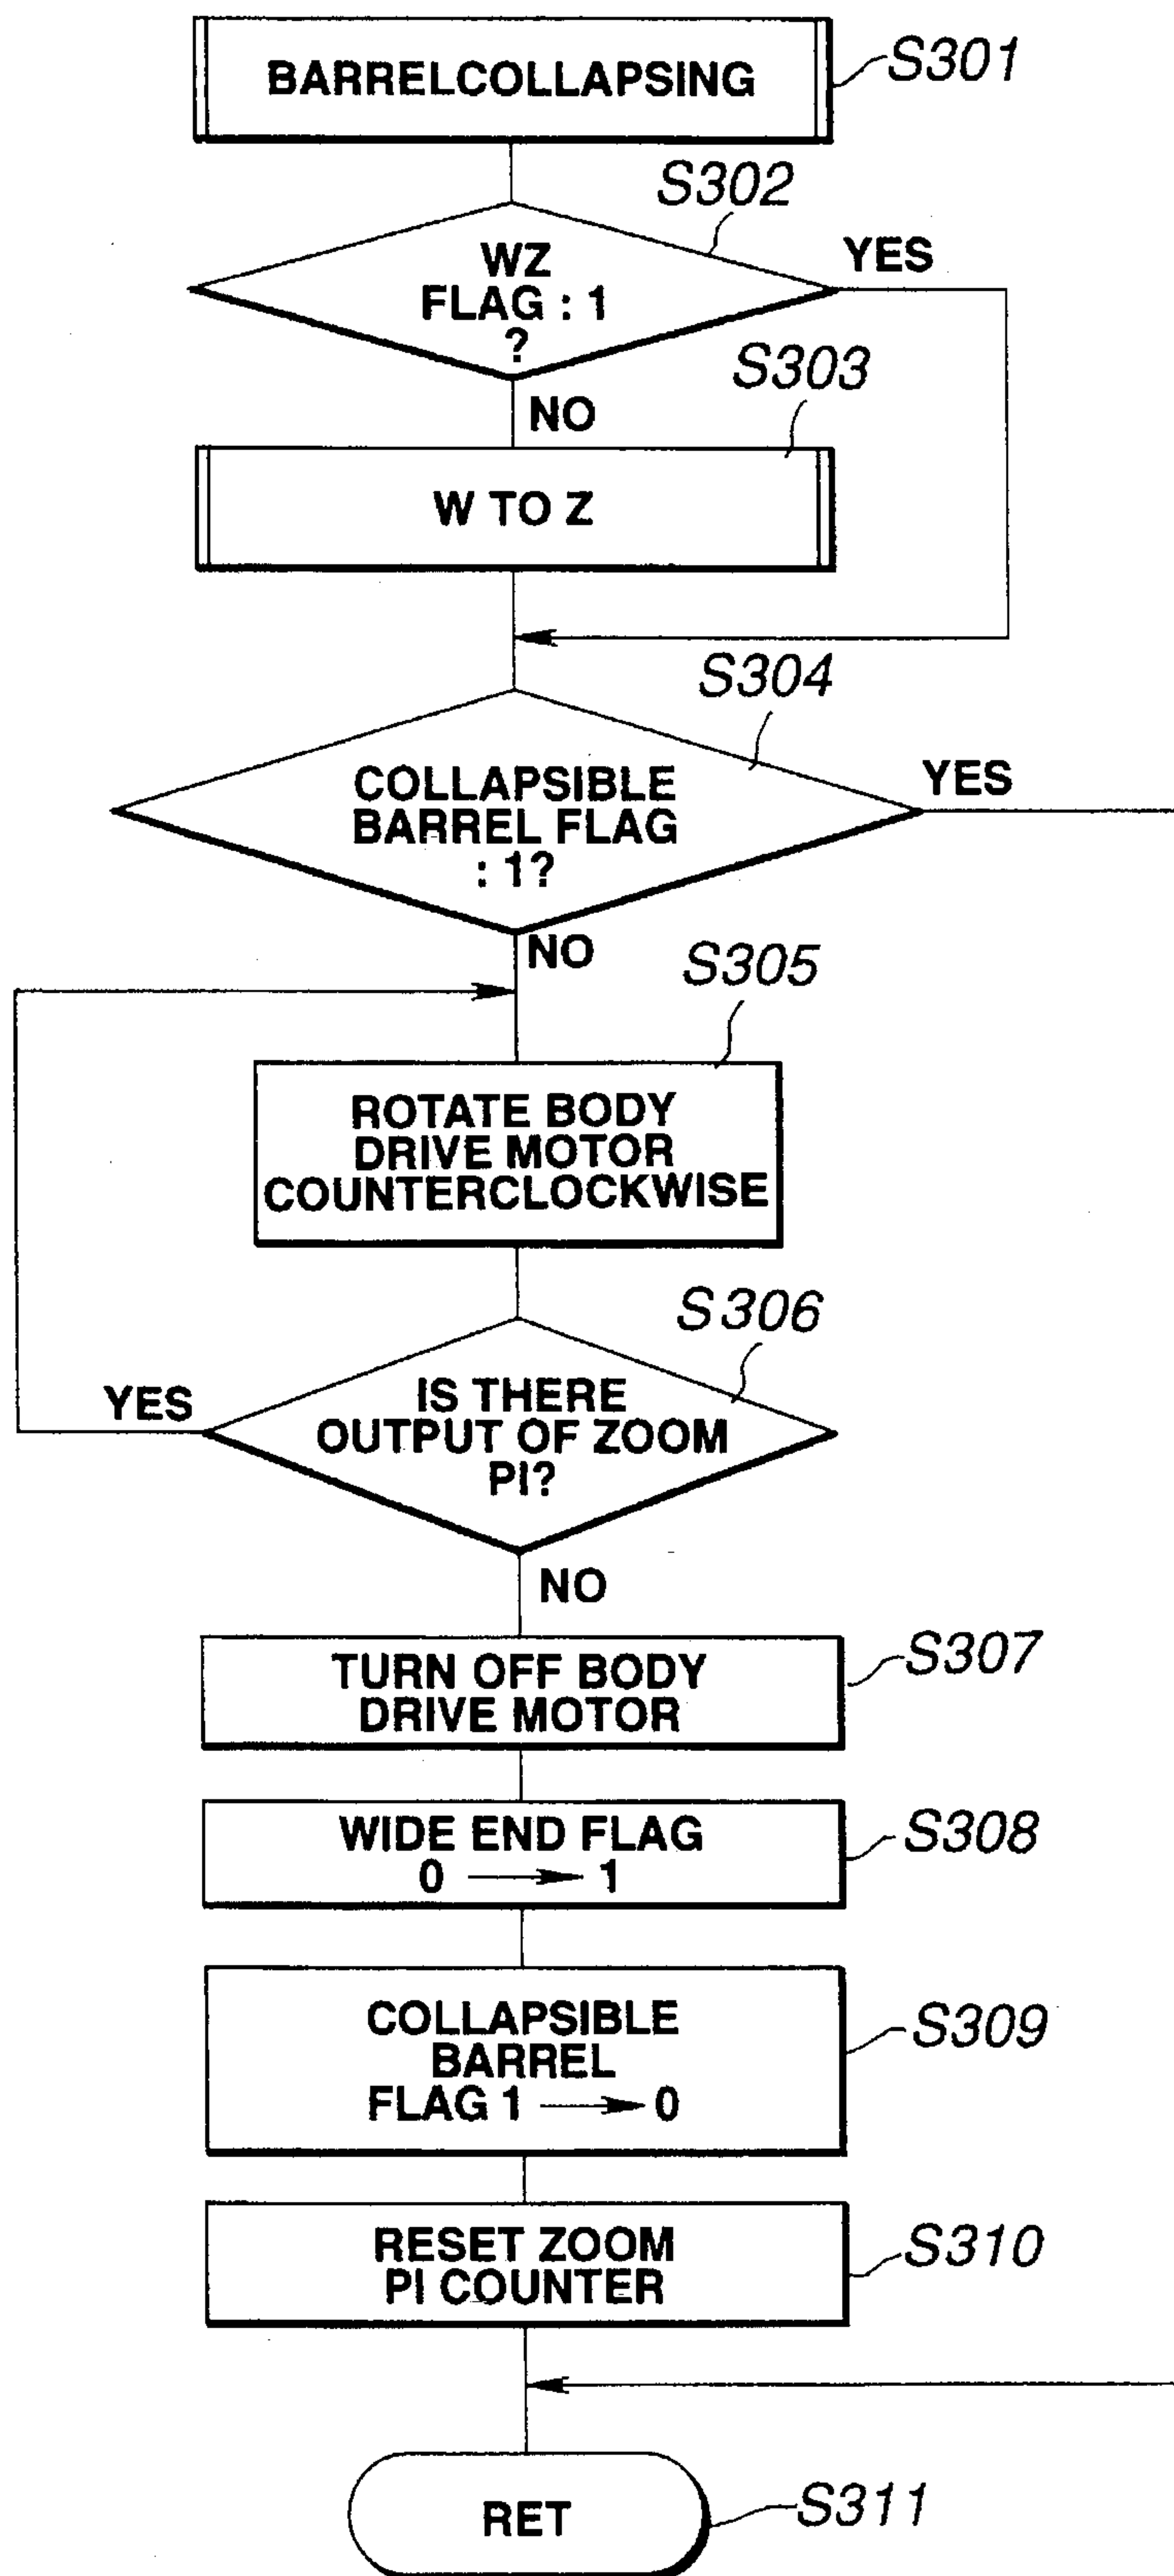 BARRELCOLLAPSING
S301
S302
WZ
FLAG : 1
?
YES
NO
S303
W TO Z
S304
COLLAPSIBLE
BARREL FLAG
: 1?
YES
NO
S305
ROTATE BODY
DRIVE MOTOR
COUNTERCLOCKWISE
S306
IS THERE
OUTPUT OF ZOOM
PI?
YES
NO
TURN OFF BODY
DRIVE MOTOR
S307
WIDE END FLAG
0 → 1
S308
COLLAPSIBLE
BARREL
FLAG 1 → 0
S309
RESET ZOOM
PI COUNTER
S310
RET
S311